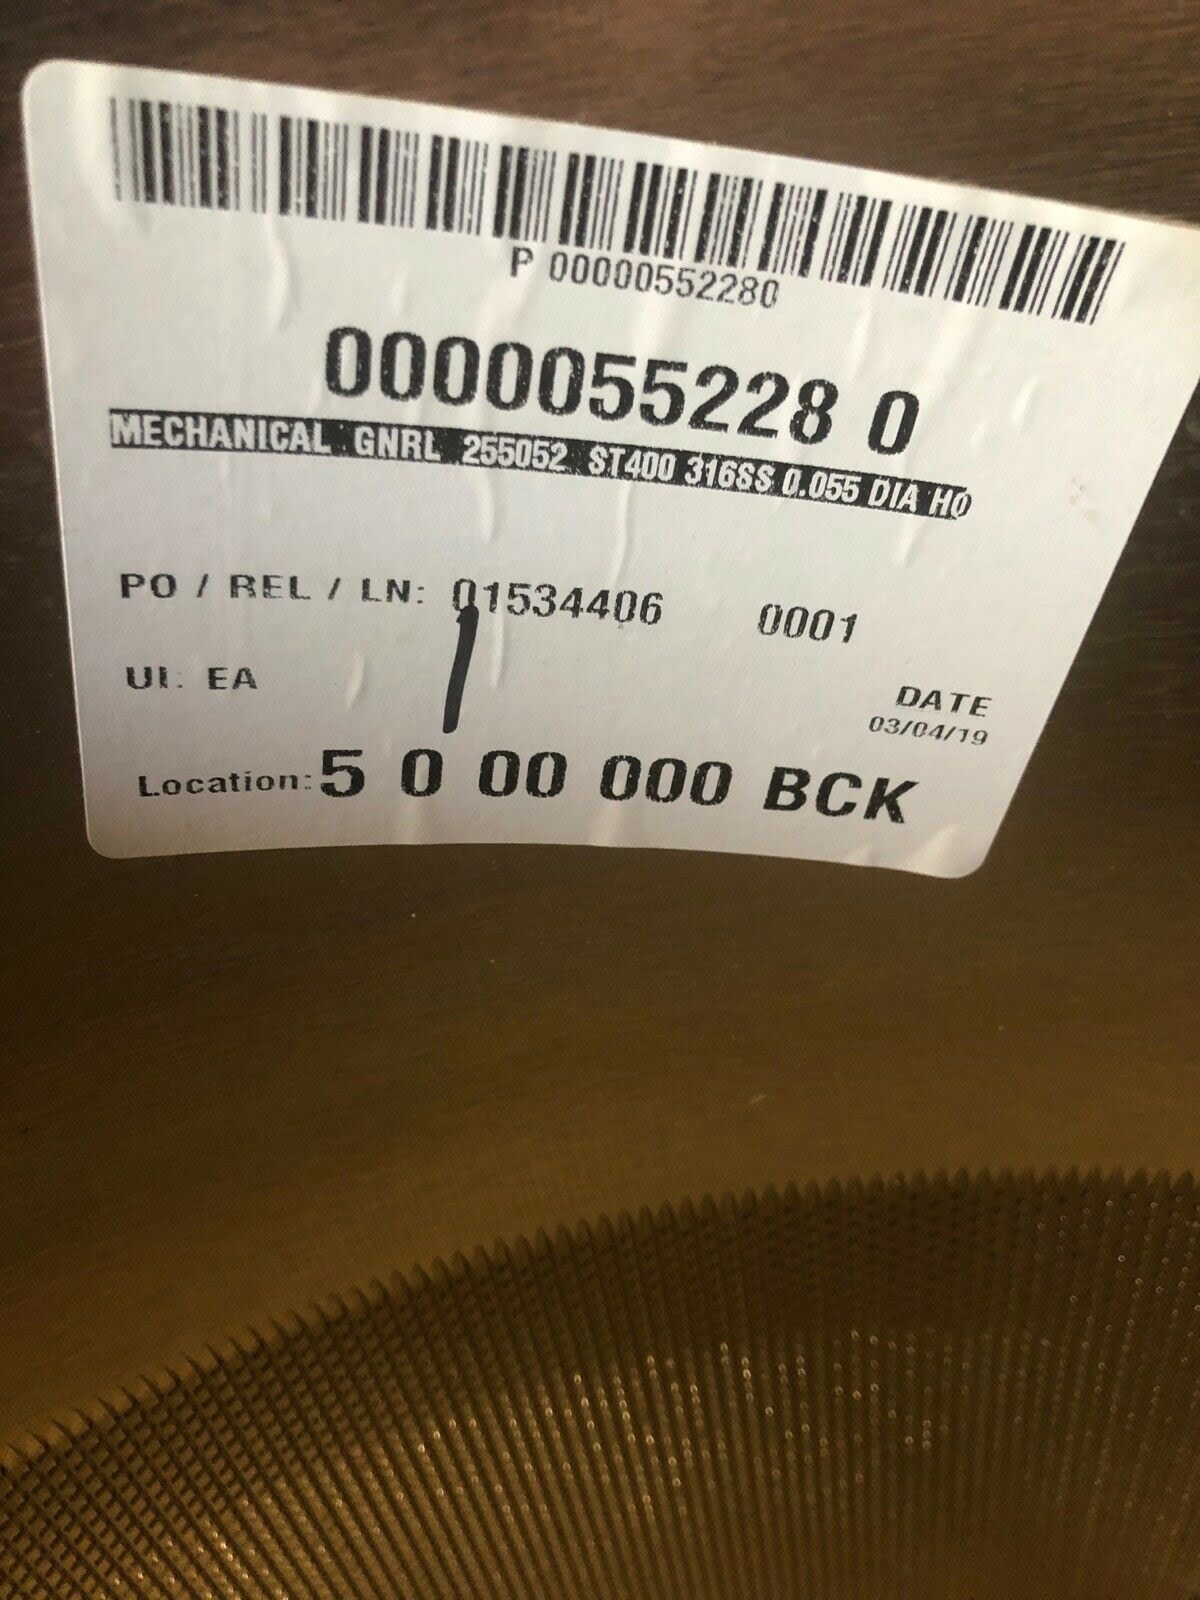 P 00000552280
0000055228 0
MECHANICAL GNRL 255052 ST400 316SS 0.055 DIA HO
PO / REL / LN: 01534406 0001
UI: EA
DATE
03/04/19
Location: 5 0 00 000 BCK